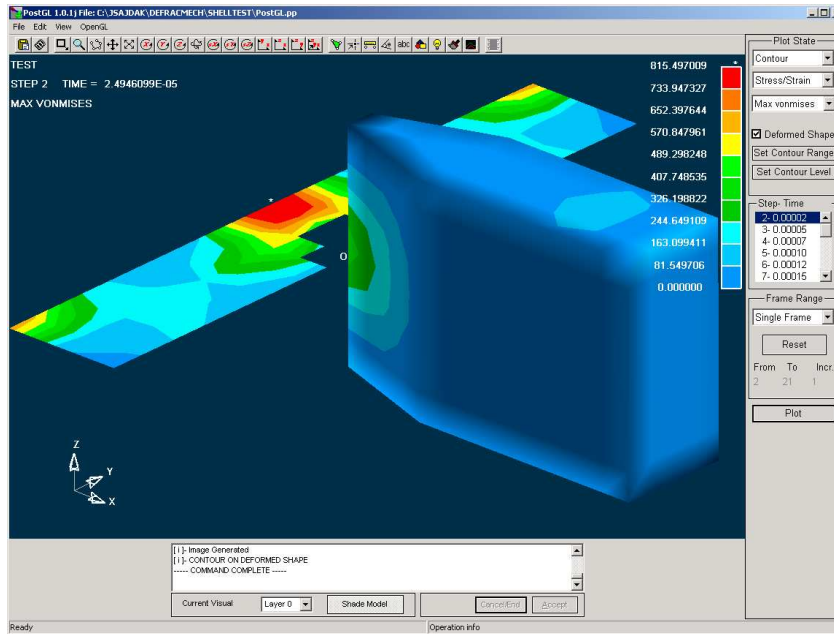 PostGL 1.0.1j File: C:\JSAJDAK\DEFRACMECH\SHELLTEST\PostGL.pp
File Edit View OpenGL
abc
TEST
STEP 2 TIME = 2.4946099E-05
MAX VONMISES
815.497009
733.947327
652.397644
570.847961
489.298248
407.748535
326.198822
244.649109
163.099411
81.549706
0.000000
*
*
O
Z
Y
X
Plot State
Contour
Stress/Strain
Max vonmises
Deformed Shape
Set Contour Range
Set Contour Level
Step- Time
2- 0.00002
3- 0.00005
4- 0.00007
5- 0.00010
6- 0.00012
7- 0.00015
Frame Range
Single Frame
Reset
From To Incr.
2 21 1
Plot
[ i ]- Image Generated
[ i ]- CONTOUR ON DEFORMED SHAPE
----- COMMAND COMPLETE -----
Current Visual Layer 0 Shade Model Cancel/End Accept
Ready Operation info